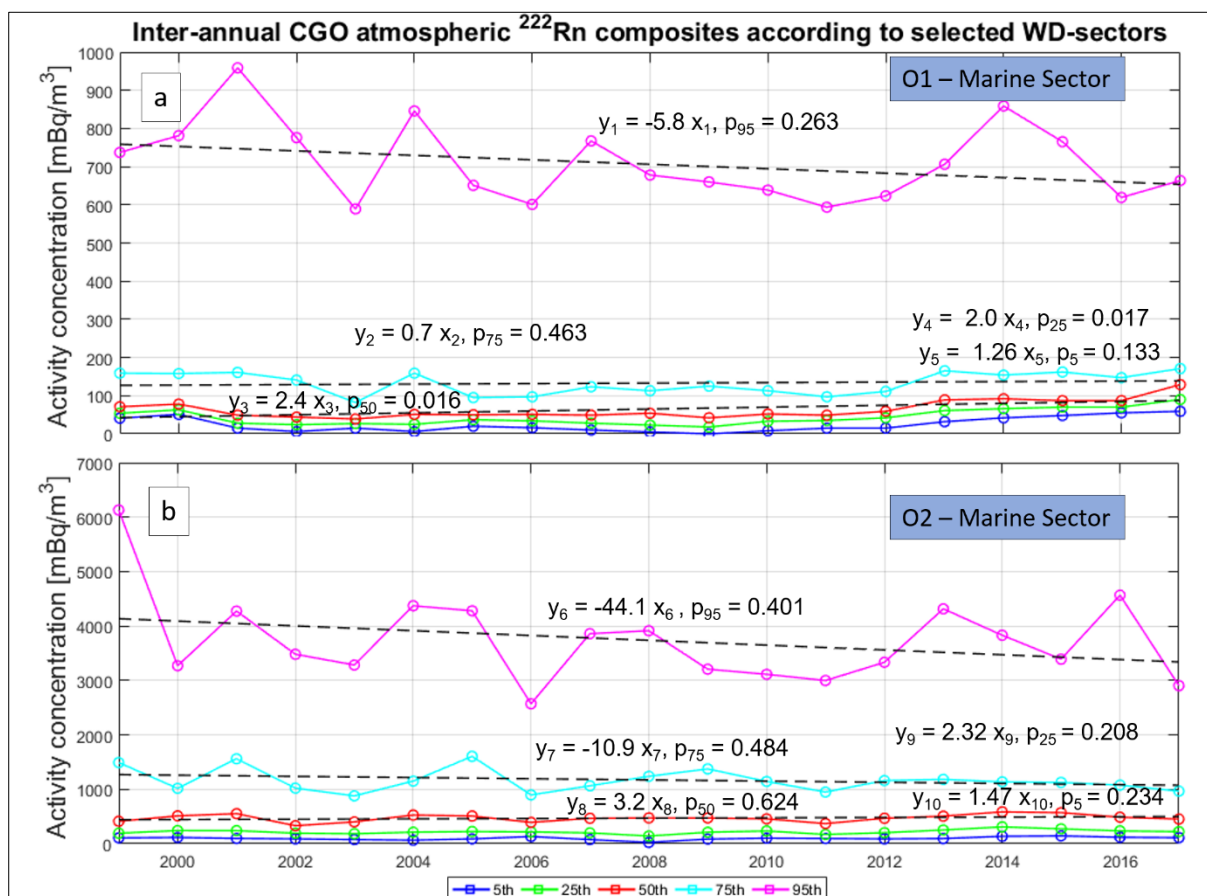 Inter-annual CGO atmospheric ²²²Rn composites according to selected WD-sectors
a
O1 – Marine Sector
Activity concentration [mBq/m³]
1000
900
800
700
600
500
400
300
200
100
0
y₁ = -5.8 x₁, p₉₅ = 0.263
y₂ = 0.7 x₂, p₇₅ = 0.463
y₄ = 2.0 x₄, p₂₅ = 0.017
y₅ = 1.26 x₅, p₅ = 0.133
y₃ = 2.4 x₃, p₅₀ = 0.016
b
O2 – Marine Sector
Activity concentration [mBq/m³]
7000
6000
5000
4000
3000
2000
1000
0
y₆ = -44.1 x₆ , p₉₅ = 0.401
y₇ = -10.9 x₇, p₇₅ = 0.484
y₉ = 2.32 x₉, p₂₅ = 0.208
y₈ = 3.2 x₈, p₅₀ = 0.624
y₁₀ = 1.47 x₁₀, p₅ = 0.234
2000 2002 2004 2006 2008 2010 2012 2014 2016
5th 25th 50th 75th 95th